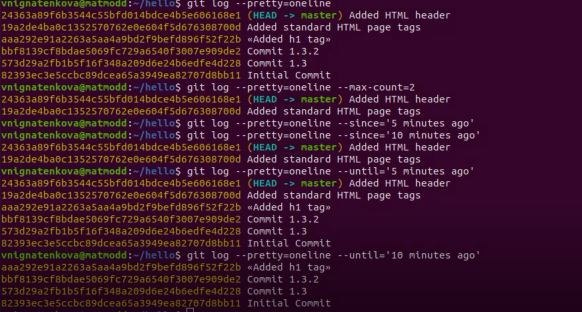 vnignatenkova@matmodd:~/hello$ git log --pretty=oneline
24363a89f6k3544c55bfd014bdce4b5e606168e1 (HEAD -> master) Added HTML header
19a2de4ba0c1352570762e0e604f5d676308700d Added standard HTML page tags
aaa292e91a2263a5aa4a9bd2f9befd896f52f22b «Added h1 tag»
bbf8139cf8bdae5069fc729a6540f3007e909de2 Commit 1.3.2
573d29a2fb1b5f16f348a209d6e24b6edfe4d228 Commit 1.3
82393ec3e5ccbc89dcea65a3949ea82707d8bb11 Initial Commit
vnignatenkova@matmodd:~/hello$ git log --pretty=oneline --max-count=2
24363a89f6k3544c55bfd014bdce4b5e606168e1 (HEAD -> master) Added HTML header
19a2de4ba0c1352570762e0e604f5d676308700d Added standard HTML page tags
vnignatenkova@matmodd:~/hello$ git log --pretty=oneline --since='5 minutes ago'
vnignatenkova@matmodd:~/hello$ git log --pretty=oneline --since='10 minutes ago'
24363a89f6k3544c55bfd014bdce4b5e606168e1 (HEAD -> master) Added HTML header
19a2de4ba0c1352570762e0e604f5d676308700d Added standard HTML page tags
vnignatenkova@matmodd:~/hello$ git log --pretty=oneline --until='5 minutes ago'
24363a89f6k3544c55bfd014bdce4b5e606168e1 (HEAD -> master) Added HTML header
19a2de4ba0c1352570762e0e604f5d676308700d Added standard HTML page tags
aaa292e91a2263a5aa4a9bd2f9befd896f52f22b «Added h1 tag»
bbf8139cf8bdae5069fc729a6540f3007e909de2 Commit 1.3.2
573d29a2fb1b5f16f348a209d6e24b6edfe4d228 Commit 1.3
82393ec3e5ccbc89dcea65a3949ea82707d8bb11 Initial Commit
vnignatenkova@matmodd:~/hello$ git log --pretty=oneline --until='10 minutes ago'
aaa292e91a2263a5aa4a9bd2f9befd896f52f22b «Added h1 tag»
bbf8139cf8bdae5069fc729a6540f3007e909de2 Commit 1.3.2
573d29a2fb1b5f16f348a209d6e24b6edfe4d228 Commit 1.3
82393ec3e5ccbc89dcea65a3949ea82707d8bb11 Initial Commit